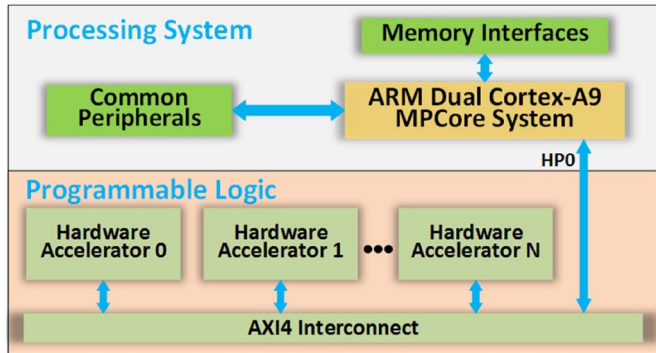 Processing System
Memory Interfaces
Common
Peripherals
ARM Dual Cortex-A9
MPCore System
HP0
Programmable Logic
Hardware
Accelerator 0
Hardware
Accelerator 1
•••
Hardware
Accelerator N
AXI4 Interconnect